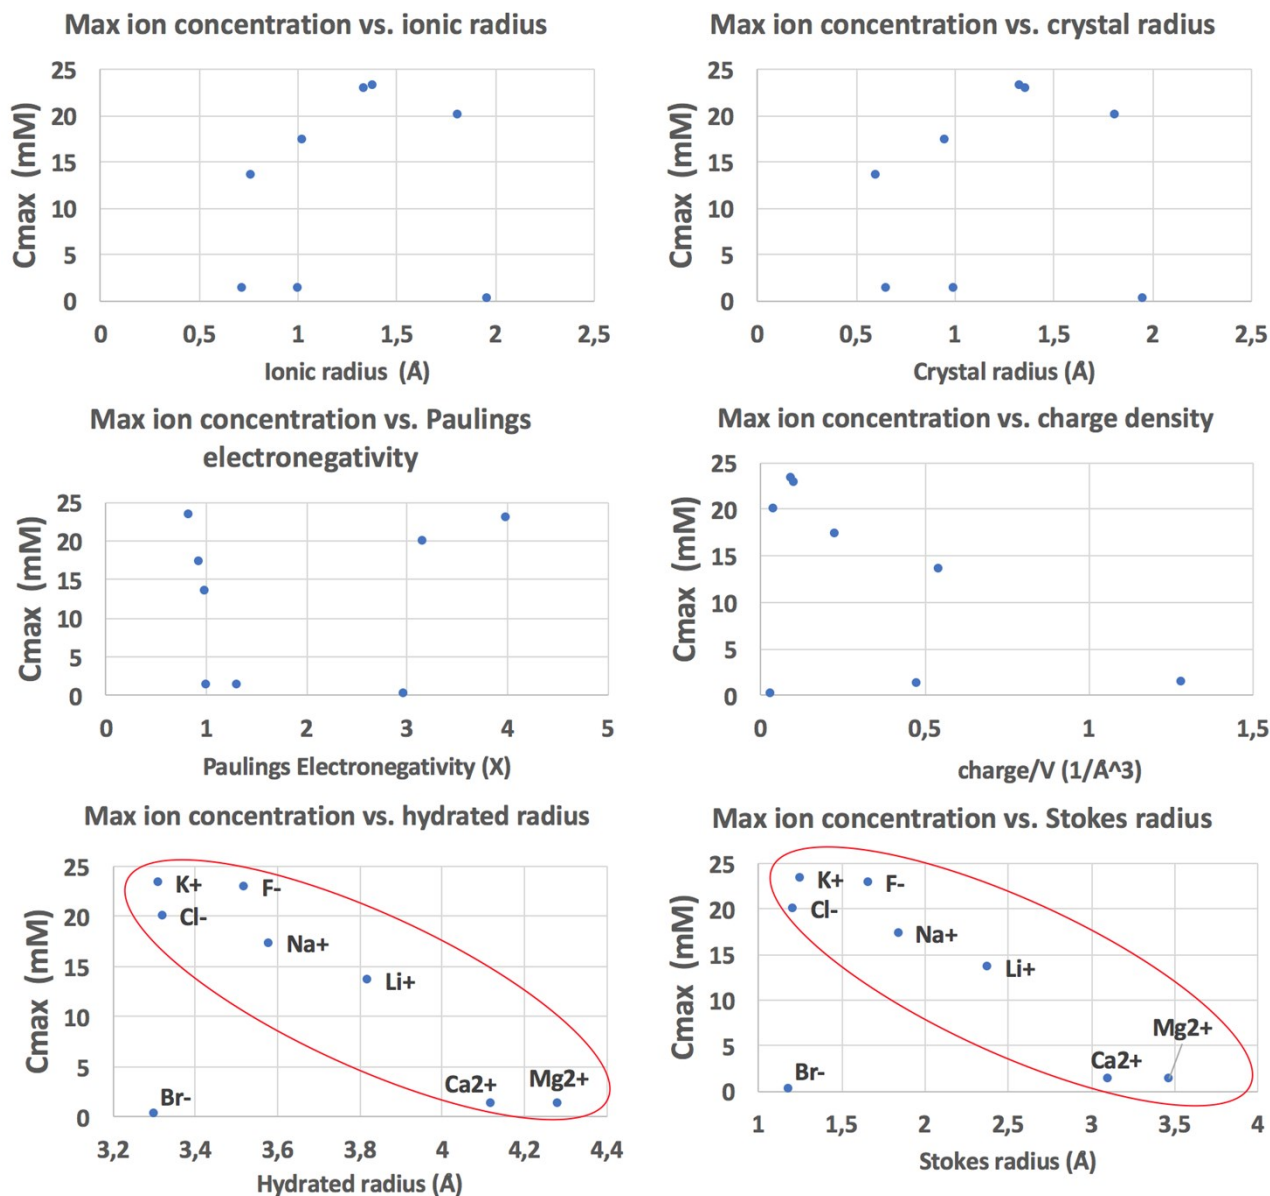 Max ion concentration vs. ionic radius
Cmax (mM)
25
20
15
10
5
0
0 0,5 1 1,5 2 2,5
Ionic radius (Å)
Max ion concentration vs. crystal radius
Cmax (mM)
25
20
15
10
5
0
0 0,5 1 1,5 2 2,5
Crystal radius (Å)
Max ion concentration vs. Paulings
electronegativity
Cmax (mM)
25
20
15
10
5
0
0 1 2 3 4 5
Paulings Electronegativity (X)
Max ion concentration vs. charge density
Cmax (mM)
25
20
15
10
5
0
0 0,5 1 1,5
charge/V (1/Å^3)
Max ion concentration vs. hydrated radius
Cmax (mM)
25
20
15
10
5
0
K+
F-
Cl-
Na+
Li+
Ca2+
Mg2+
Br-
3,2 3,4 3,6 3,8 4 4,2 4,4
Hydrated radius (Å)
Max ion concentration vs. Stokes radius
Cmax (mM)
25
20
15
10
5
0
K+
F-
Cl-
Na+
Li+
Mg2+
Ca2+
Br-
1 1,5 2 2,5 3 3,5 4
Stokes radius (Å)